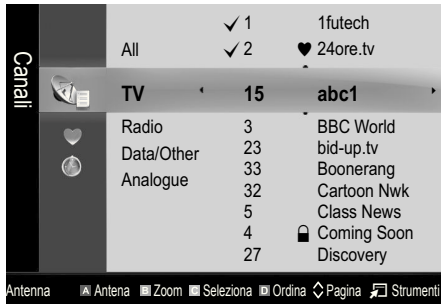 Canali
✓ 1 1futech
All ✓ 2 ♥ 24ore.tv
TV 15 abc1
Radio 3 BBC World
Data/Other 23 bid-up.tv
Analogue 33 Boonerang
32 Cartoon Nwk
5 Class News
4 Coming Soon
27 Discovery
Antenna A Antena B Zoom C Seleziona D Ordina Pagina Strumenti